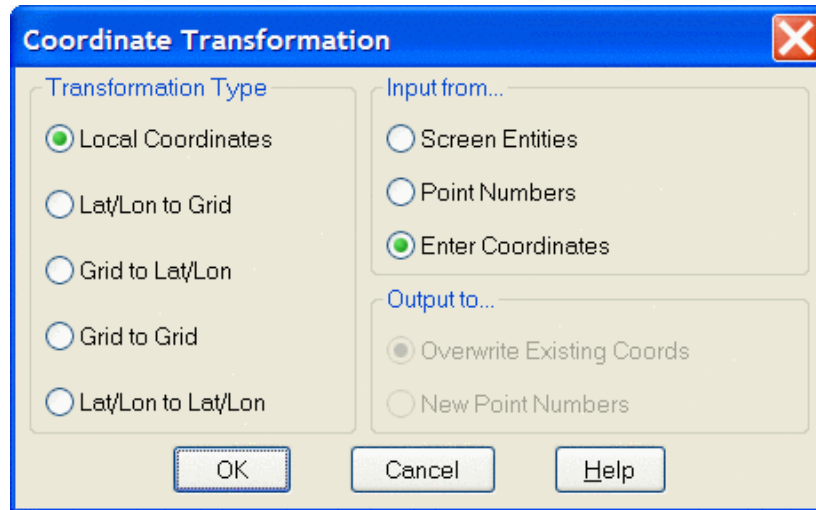 Coordinate Transformation
Transformation Type
Local Coordinates
Lat/Lon to Grid
Grid to Lat/Lon
Grid to Grid
Lat/Lon to Lat/Lon
Input from...
Screen Entities
Point Numbers
Enter Coordinates
Output to...
Overwrite Existing Coords
New Point Numbers
OK Cancel Help